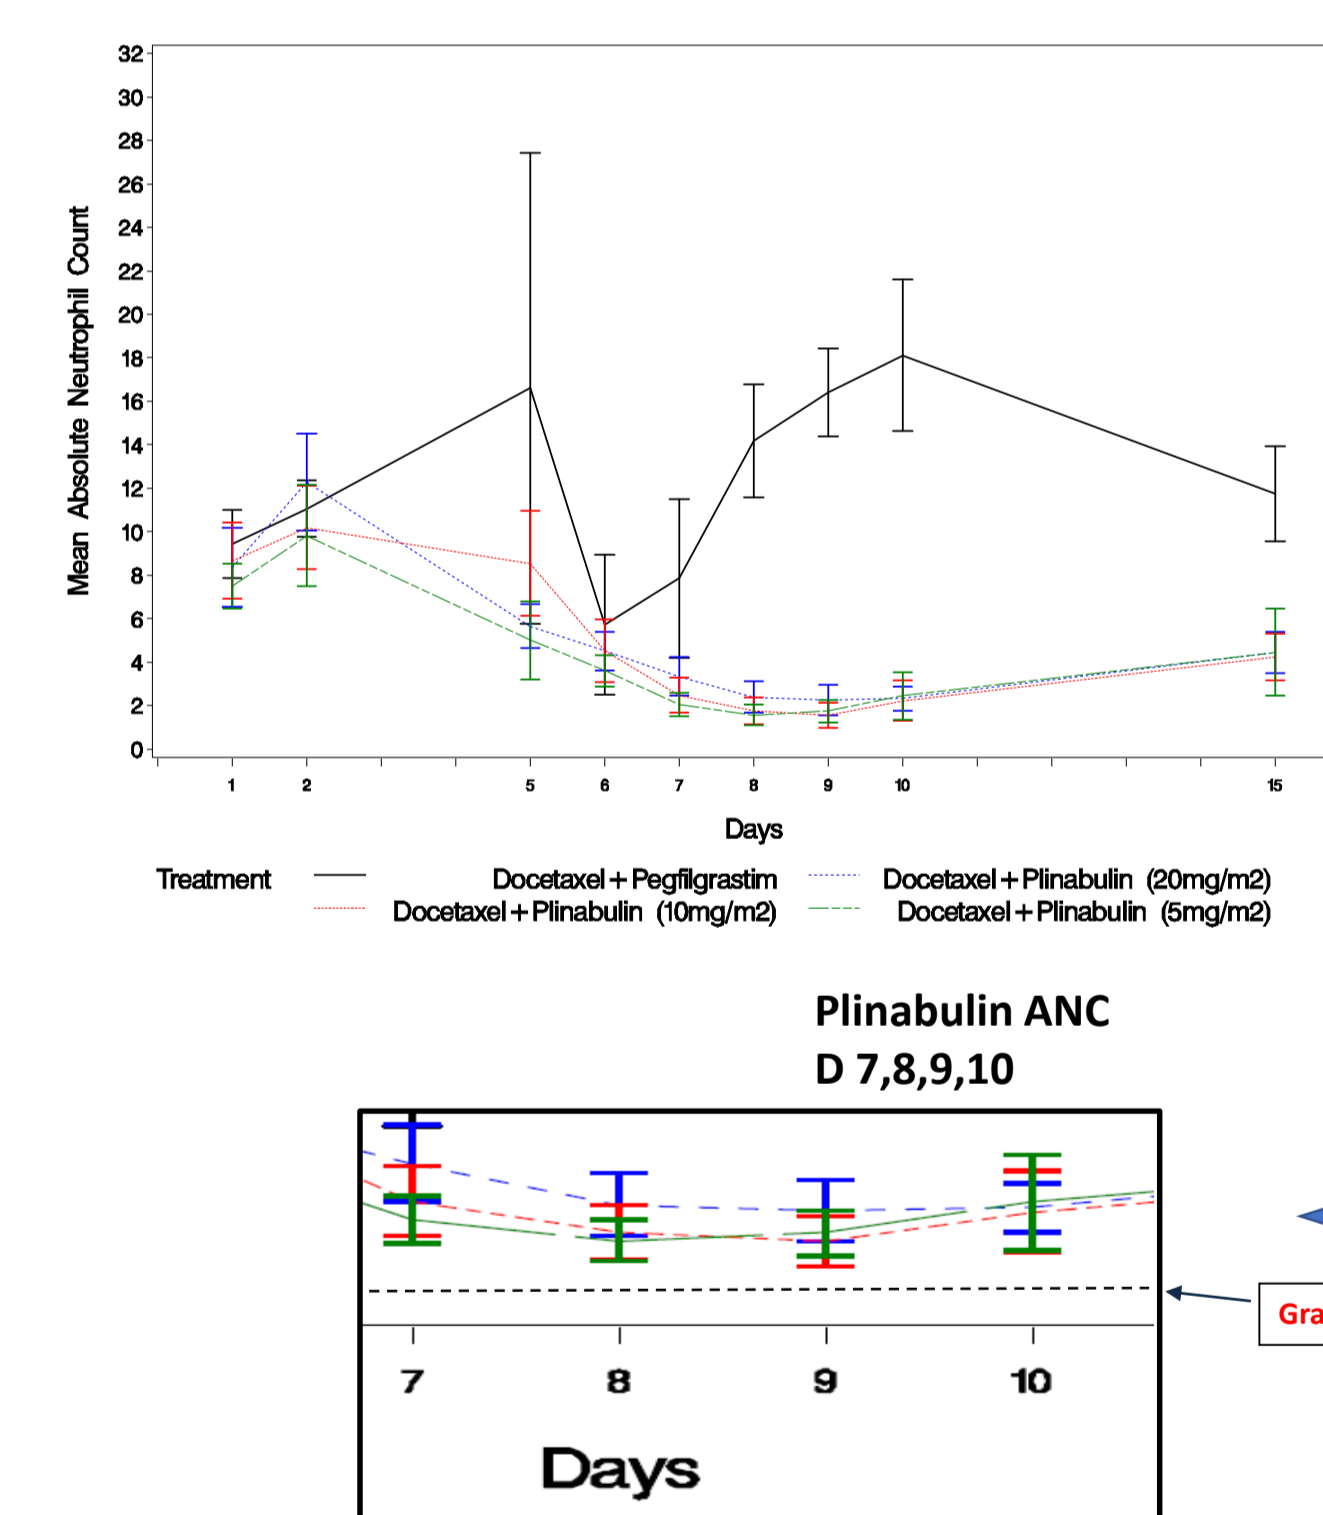 32
30
28
26
24
22
20
18
16
14
12
10
8
6
4
2
0
Mean Absolute Neutrophil Count
1 2 5 6 7 8 9 10 15
Days
Treatment Docetaxel+Pegfilgrastim Docetaxel+Plinabulin (20mg/m2)
Docetaxel+Plinabulin (10mg/m2) Docetaxel+Plinabulin (5mg/m2)
Plinabulin ANC
D 7,8,9,10
Gra
7 8 9 10
Days